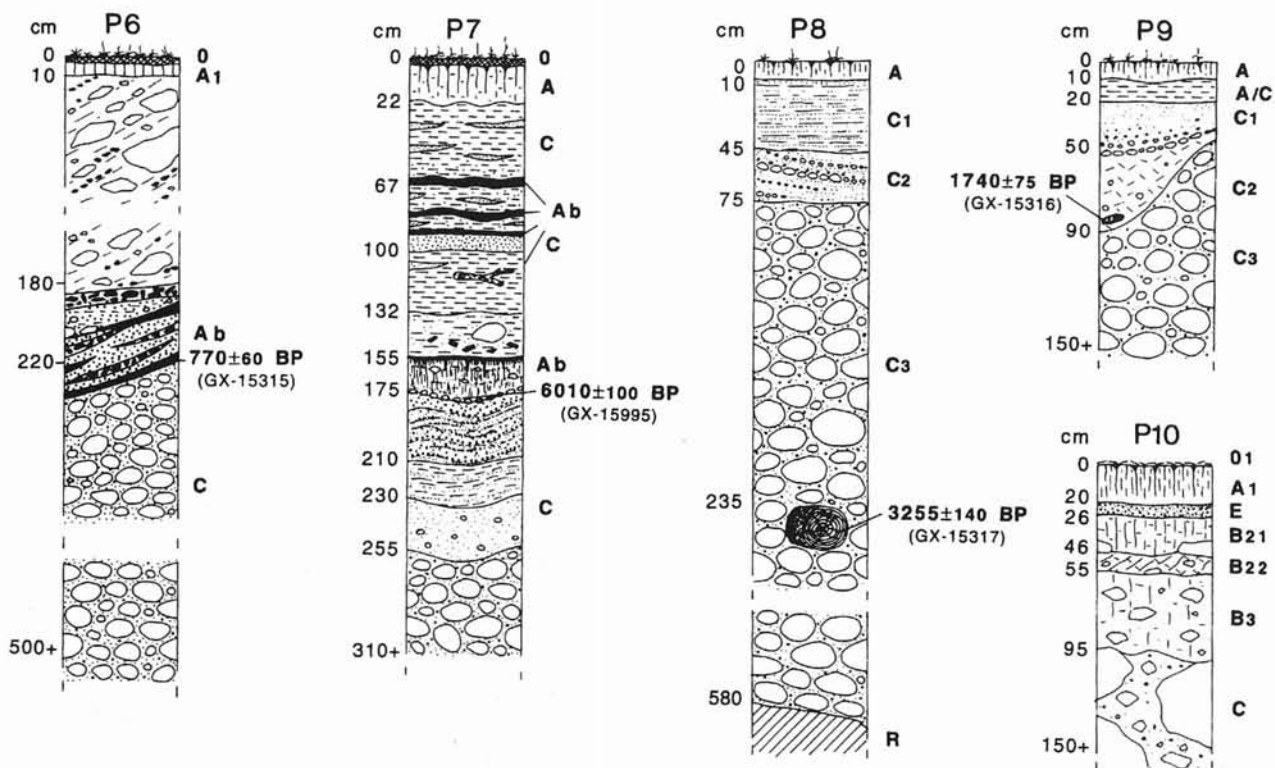 cm P6
0 0
10 A1
180
Ab
220 770±60 BP
(GX-15315)
C
500+
cm P7
0 0
A
22
C
67
Ab
C
100
132
155 Ab
175 6010±100 BP
(GX-15995)
210
230
C
255
310+
cm P8
0 A
10
C1
45
C2
75
C3
235
3255±140 BP
(GX-15317)
580
R
cm P9
0 A
10
A/C
20
C1
50
1740±75 BP C2
(GX-15316)
90
C3
150+
cm P10
0 01
A1
20
E
26
B21
46
B22
55
B3
95
C
150+